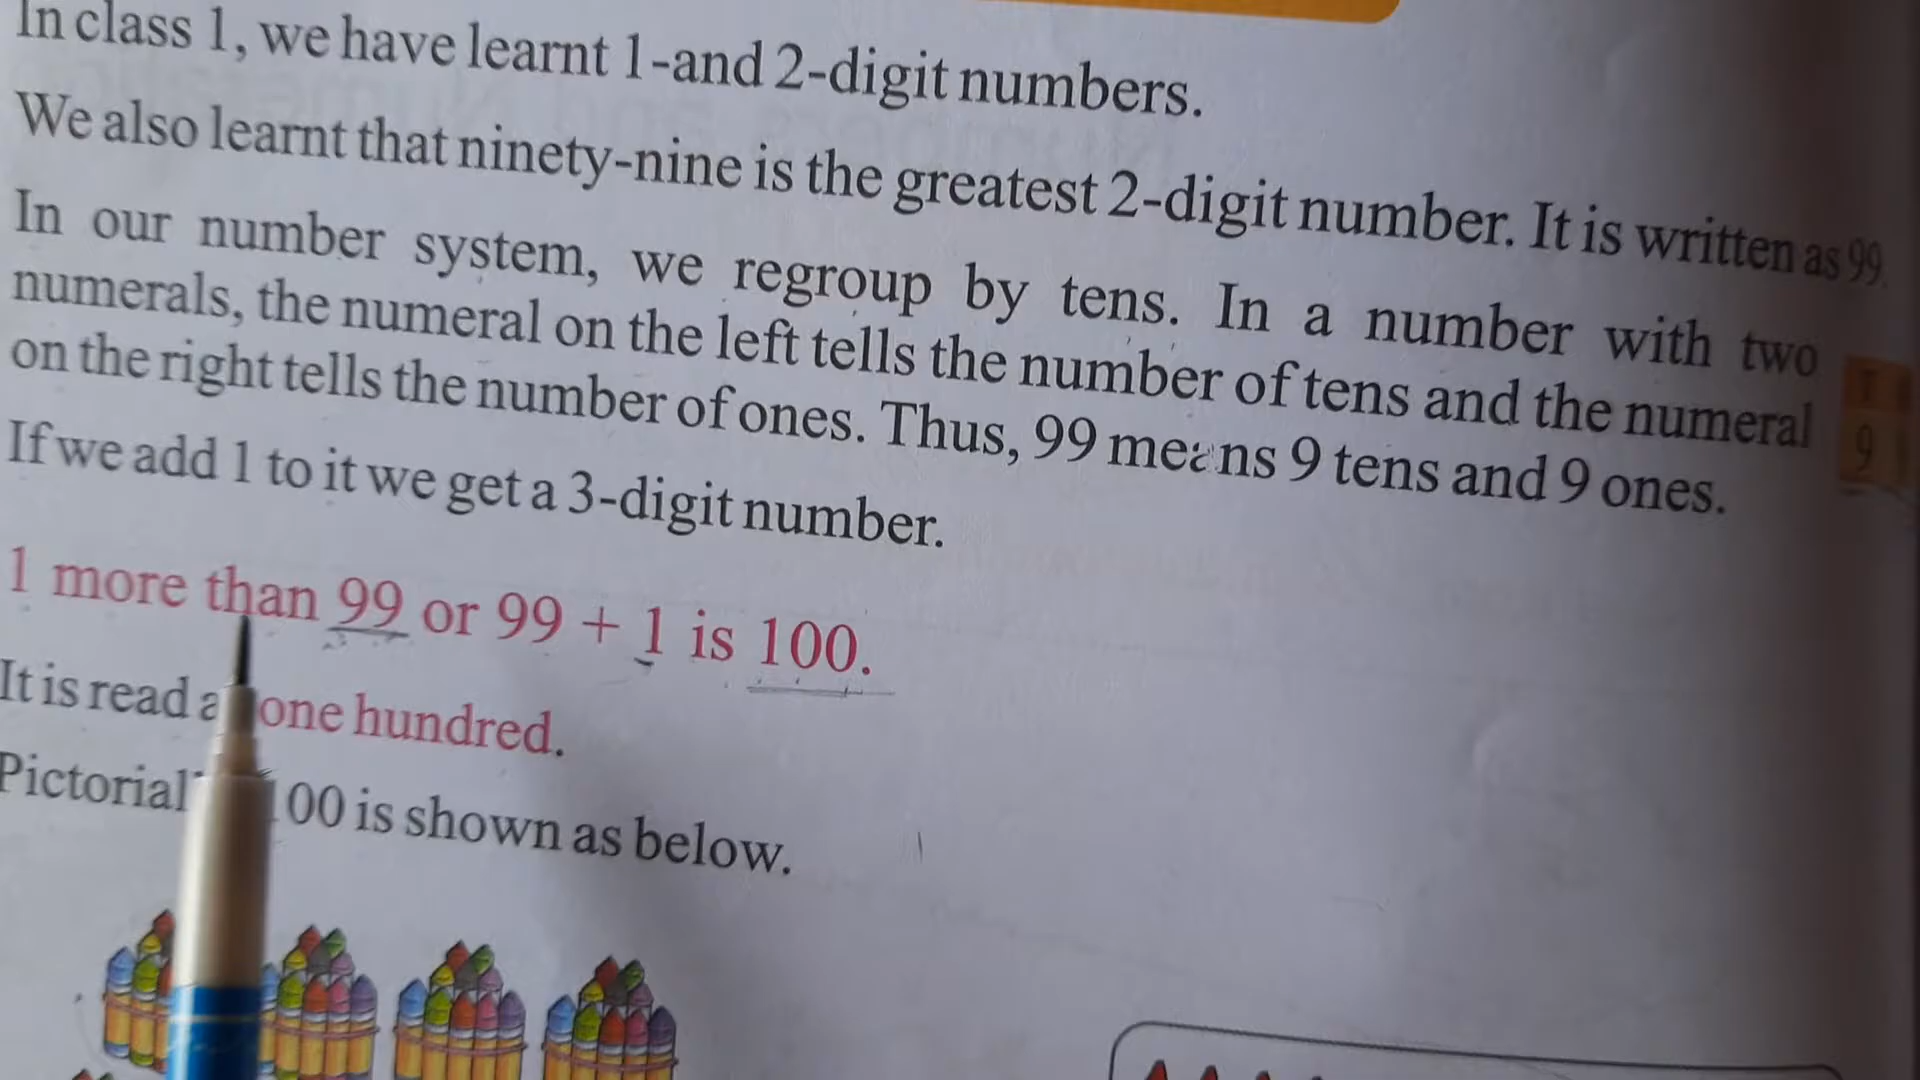 In class 1, we have learnt 1-and 2-digit numbers.
We also learnt that ninety-nine is the greatest 2-digit number. It is written as 99.
In our number system, we regroup by tens. In a number with two
numerals, the numeral on the left tells the number of tens and the numeral
on the right tells the number of ones. Thus, 99 means 9 tens and 9 ones.
T
9
If we add 1 to it we get a 3-digit number.
1 more than 99 or 99 + 1 is 100.
It is read a one hundred.
Pictorial 100 is shown as below.